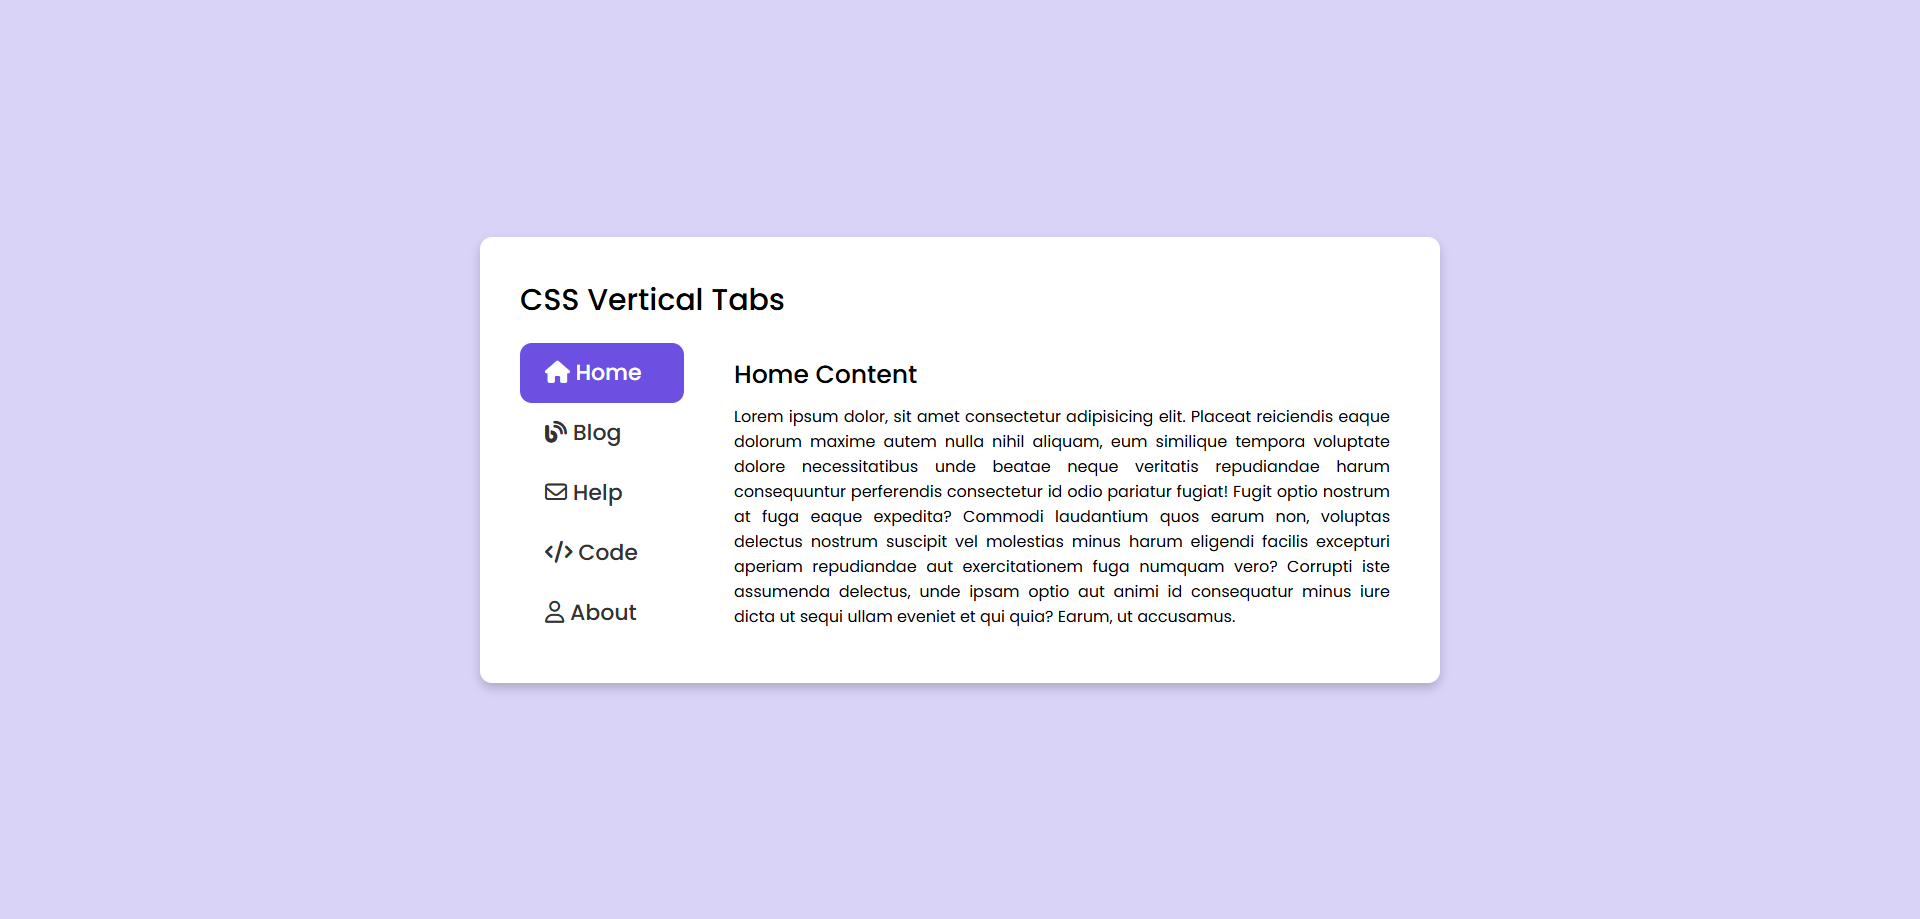 CSS Vertical Tabs
Home
Blog
Help
Code
About
Home Content
Lorem ipsum dolor, sit amet consectetur adipisicing elit. Placeat reiciendis eaque
dolorum maxime autem nulla nihil aliquam, eum similique tempora voluptate
dolore necessitatibus unde beatae neque veritatis repudiandae harum
consequuntur perferendis consectetur id odio pariatur fugiat! Fugit optio nostrum
at fuga eaque expedita? Commodi laudantium quos earum non, voluptas
delectus nostrum suscipit vel molestias minus harum eligendi facilis excepturi
aperiam repudiandae aut exercitationem fuga numquam vero? Corrupti iste
assumenda delectus, unde ipsam optio aut animi id consequatur minus iure
dicta ut sequi ullam eveniet et qui quia? Earum, ut accusamus.